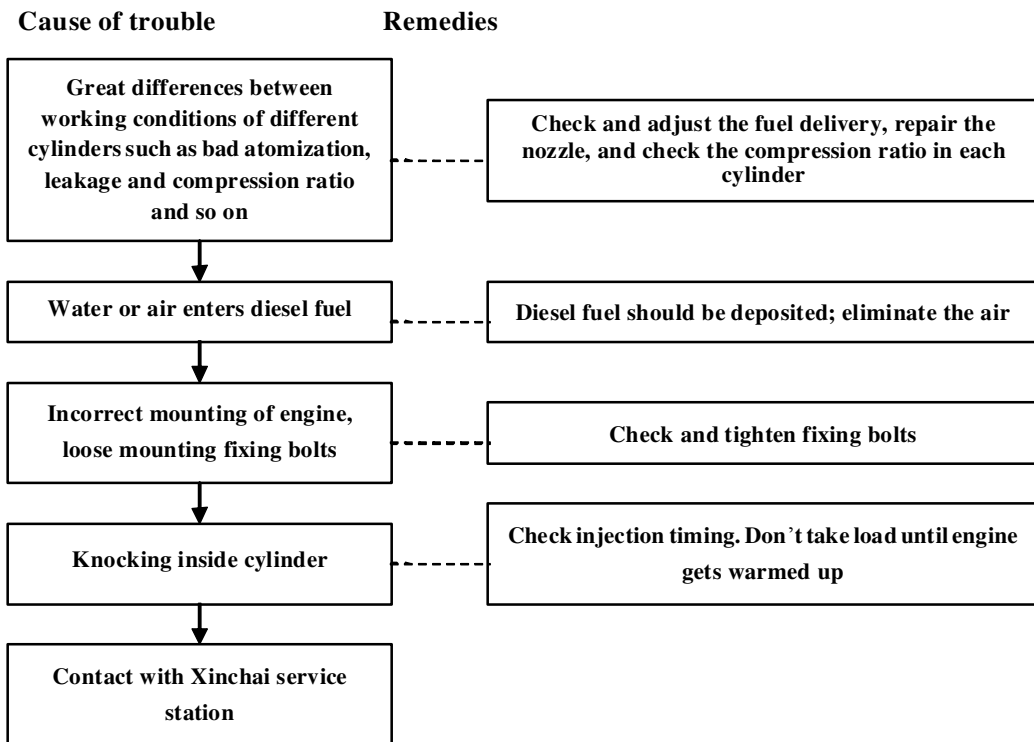 Cause of trouble
Remedies
Great differences between
working conditions of different
cylinders such as bad atomization,
leakage and compression ratio
and so on
Check and adjust the fuel delivery, repair the
nozzle, and check the compression ratio in each
cylinder
Water or air enters diesel fuel
Diesel fuel should be deposited; eliminate the air
Incorrect mounting of engine,
loose mounting fixing bolts
Check and tighten fixing bolts
Knocking inside cylinder
Check injection timing. Don’t take load until engine
gets warmed up
Contact with Xinchai service
station